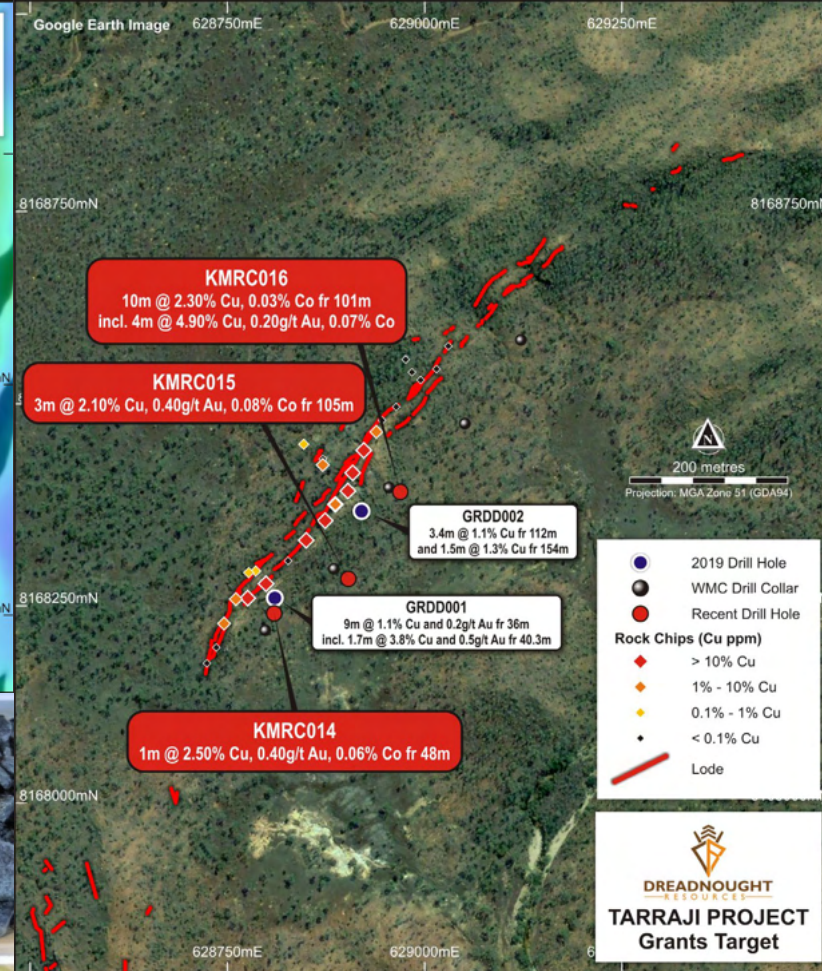 Google Earth Image
628750mE
629000mE
629250mE
8168750mN
8168750mN
KMRC016
10m @ 2.30% Cu, 0.03% Co fr 101m
incl. 4m @ 4.90% Cu, 0.20g/t Au, 0.07% Co
KMRC015
3m @ 2.10% Cu, 0.40g/t Au, 0.08% Co fr 105m
N
200 metres
Projection: MGA Zone 51 (GDA94)
GRDD002
3.4m @ 1.1% Cu fr 112m
and 1.5m @ 1.3% Cu fr 154m
2019 Drill Hole
WMC Drill Collar
Recent Drill Hole
Rock Chips (Cu ppm)
> 10% Cu
1% - 10% Cu
0.1% - 1% Cu
< 0.1% Cu
Lode
8168250mN
GRDD001
9m @ 1.1% Cu and 0.2g/t Au fr 36m
incl. 1.7m @ 3.8% Cu and 0.5g/t Au fr 40.3m
KMRC014
1m @ 2.50% Cu, 0.40g/t Au, 0.06% Co fr 48m
8168000mN
DREADNOUGHT
RESOURCES
TARRAJI PROJECT
Grants Target
628750mE
629000mE